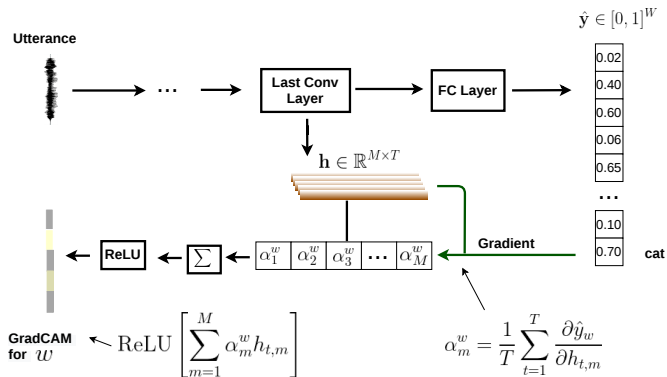 ŷ ∈ [0, 1]^W
Utterance
...
Last Conv
Layer
FC Layer
0.02
0.40
0.60
0.06
0.65
...
0.10
0.70
cat
h ∈ ℝ^{M×T}
Gradient
ReLU
∑
α_1^w α_2^w α_3^w ... α_M^w
GradCAM
for w
ReLU [∑_{m=1}^{M} α_m^w h_{t,m}]
α_m^w = \frac{1}{T} ∑_{t=1}^{T} \frac{∂ŷ_w}{∂h_{t,m}}